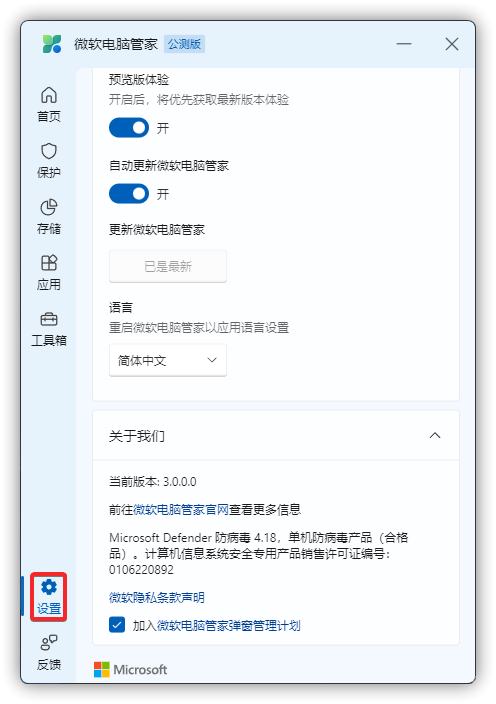 微软电脑管家 公测版
预览版体验
开启后，将优先获取最新版本体验
开
自动更新微软电脑管家
开
更新微软电脑管家
已是最新
语言
重启微软电脑管家以应用语言设置
简体中文
关于我们
当前版本: 3.0.0.0
前往微软电脑管家官网查看更多信息
Microsoft Defender 防病毒 4.18，单机防病毒产品（合格
品）。计算机信息系统安全专用产品销售许可证编号：
0106220892
微软隐私条款声明
加入微软电脑管家弹窗管理计划
Microsoft
首页
保护
存储
应用
工具箱
设置
反馈